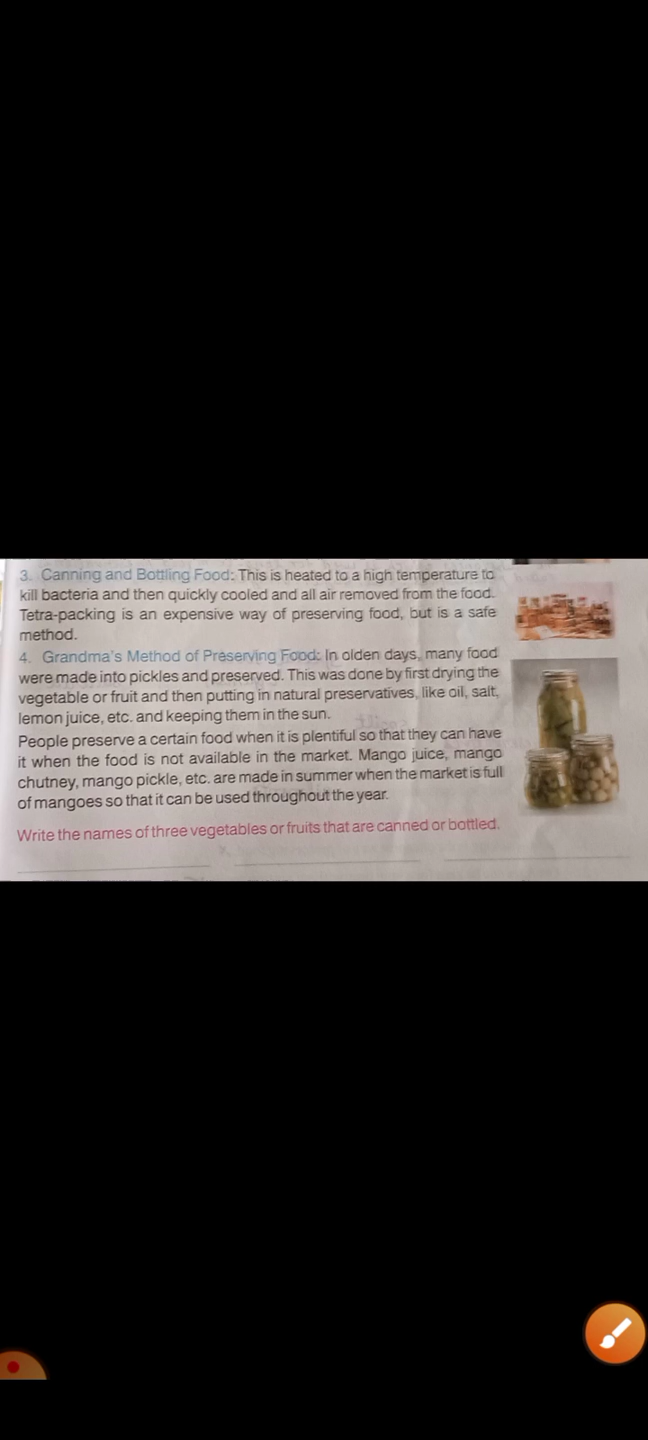 3. Canning and Bottling Food: This is heated to a high temperature to
kill bacteria and then quickly cooled and all air removed from the food.
Tetra-packing is an expensive way of preserving food, but is a safe
method.
4. Grandma's Method of Preserving Food: In olden days, many food
were made into pickles and preserved. This was done by first drying the
vegetable or fruit and then putting in natural preservatives, like oil, salt,
lemon juice, etc. and keeping them in the sun.
People preserve a certain food when it is plentiful so that they can have
it when the food is not available in the market. Mango juice, mango
chutney, mango pickle, etc. are made in summer when the market is full
of mangoes so that it can be used throughout the year.
Write the names of three vegetables or fruits that are canned or bottled.